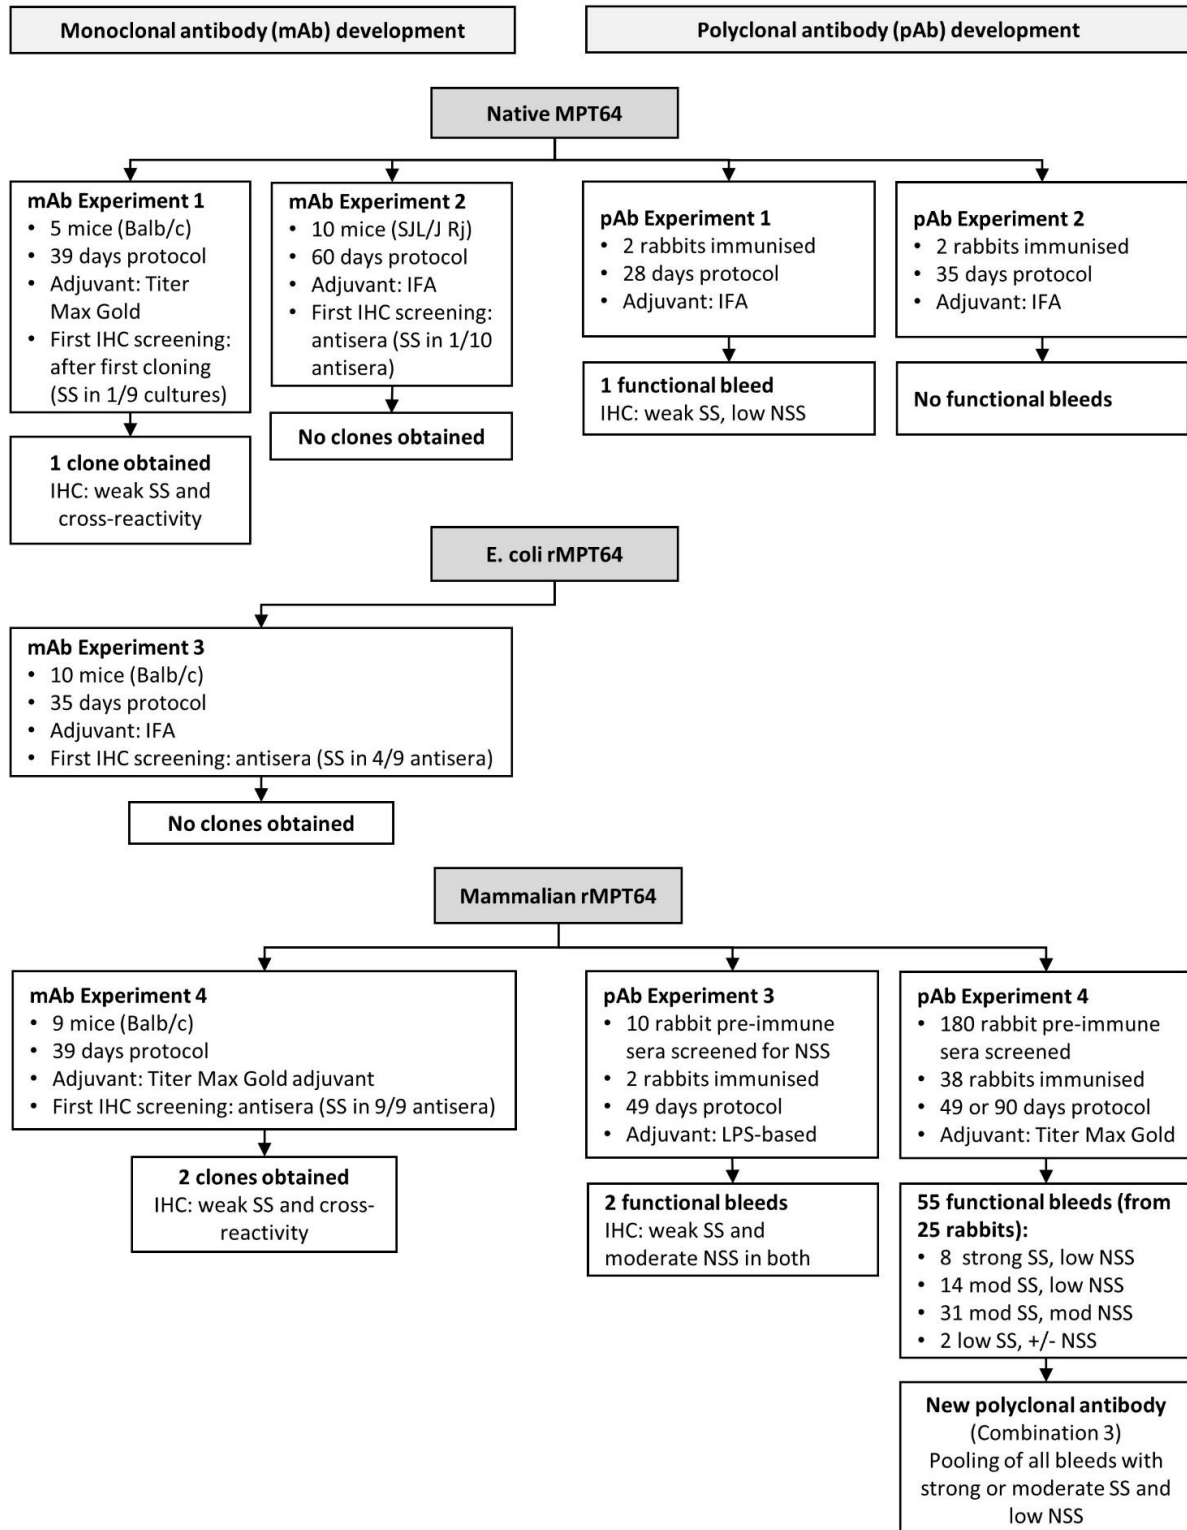 Monoclonal antibody (mAb) development
Polyclonal antibody (pAb) development
Native MPT64
mAb Experiment 1
• 5 mice (Balb/c)
• 39 days protocol
• Adjuvant: Titer
Max Gold
• First IHC screening:
after first cloning
(SS in 1/9 cultures)
1 clone obtained
IHC: weak SS and
cross-reactivity
mAb Experiment 2
• 10 mice (SJL/J Rj)
• 60 days protocol
• Adjuvant: IFA
• First IHC screening:
antisera (SS in 1/10
antisera)
No clones obtained
pAb Experiment 1
• 2 rabbits immunised
• 28 days protocol
• Adjuvant: IFA
1 functional bleed
IHC: weak SS, low NSS
pAb Experiment 2
• 2 rabbits immunised
• 35 days protocol
• Adjuvant: IFA
No functional bleeds
E. coli rMPT64
mAb Experiment 3
• 10 mice (Balb/c)
• 35 days protocol
• Adjuvant: IFA
• First IHC screening: antisera (SS in 4/9 antisera)
No clones obtained
Mammalian rMPT64
mAb Experiment 4
• 9 mice (Balb/c)
• 39 days protocol
• Adjuvant: Titer Max Gold adjuvant
• First IHC screening: antisera (SS in 9/9 antisera)
2 clones obtained
IHC: weak SS and cross-
reactivity
pAb Experiment 3
• 10 rabbit pre-immune
sera screened for NSS
• 2 rabbits immunised
• 49 days protocol
• Adjuvant: LPS-based
2 functional bleeds
IHC: weak SS and
moderate NSS in both
pAb Experiment 4
• 180 rabbit pre-immune
sera screened
• 38 rabbits immunised
• 49 or 90 days protocol
• Adjuvant: Titer Max Gold
55 functional bleeds (from
25 rabbits):
• 8 strong SS, low NSS
• 14 mod SS, low NSS
• 31 mod SS, mod NSS
• 2 low SS, +/- NSS
New polyclonal antibody
(Combination 3)
Pooling of all bleeds with
strong or moderate SS and
low NSS